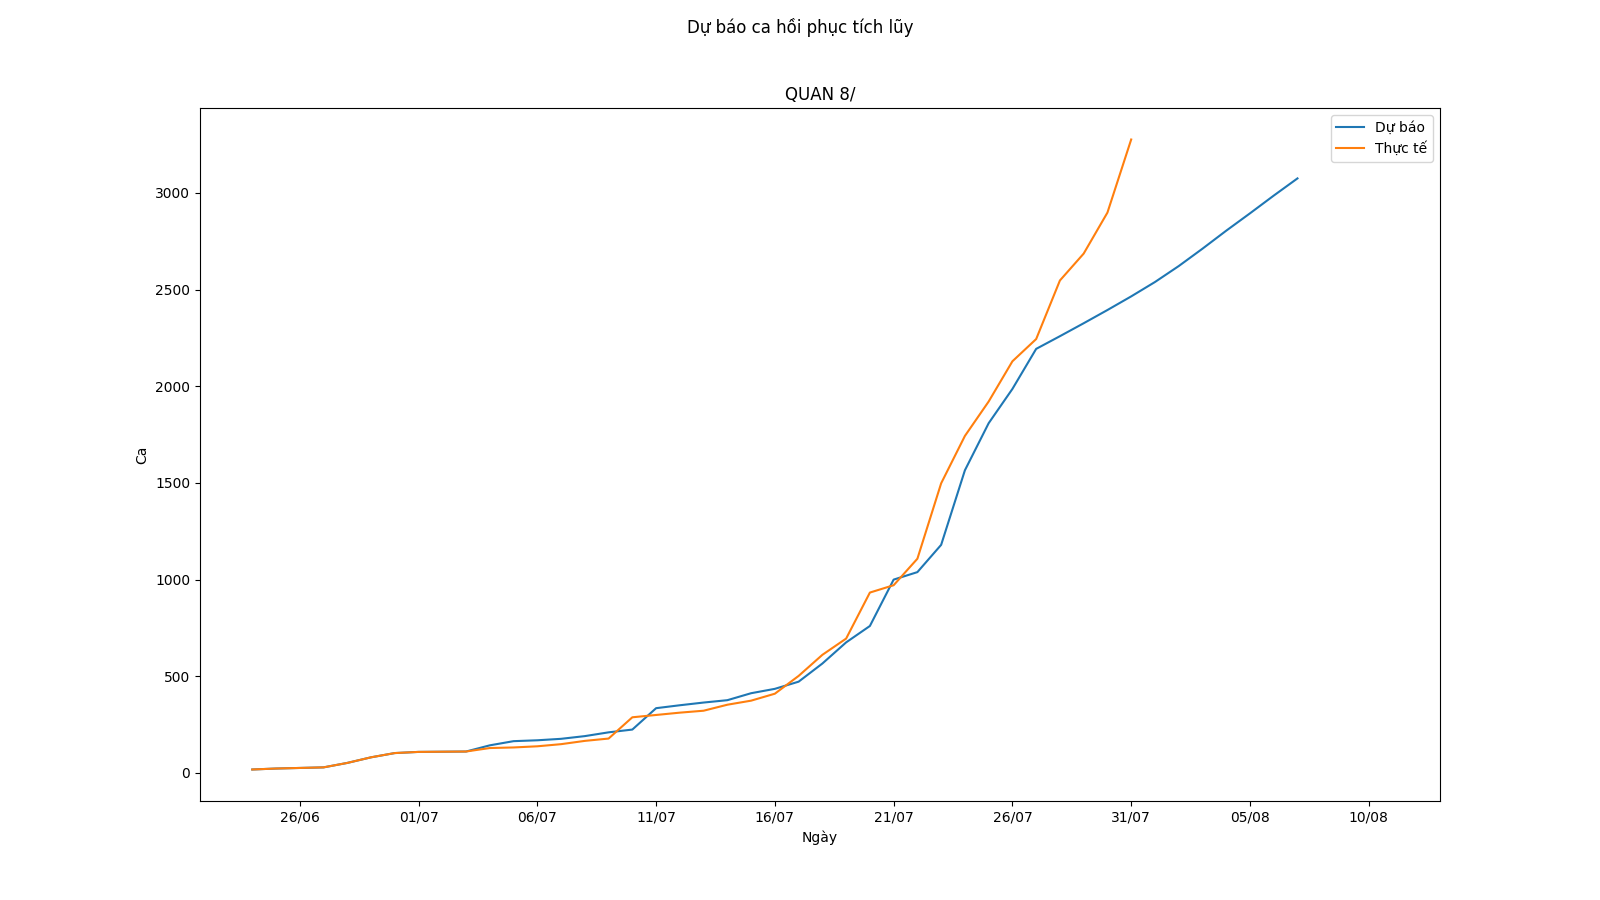 Dự báo ca hồi phục tích lũy
QUAN 8/
Dự báo
Thực tế
3000
2500
2000
1500
1000
500
0
Ca
26/06 01/07 06/07 11/07 16/07 21/07 26/07 31/07 05/08 10/08
Ngày